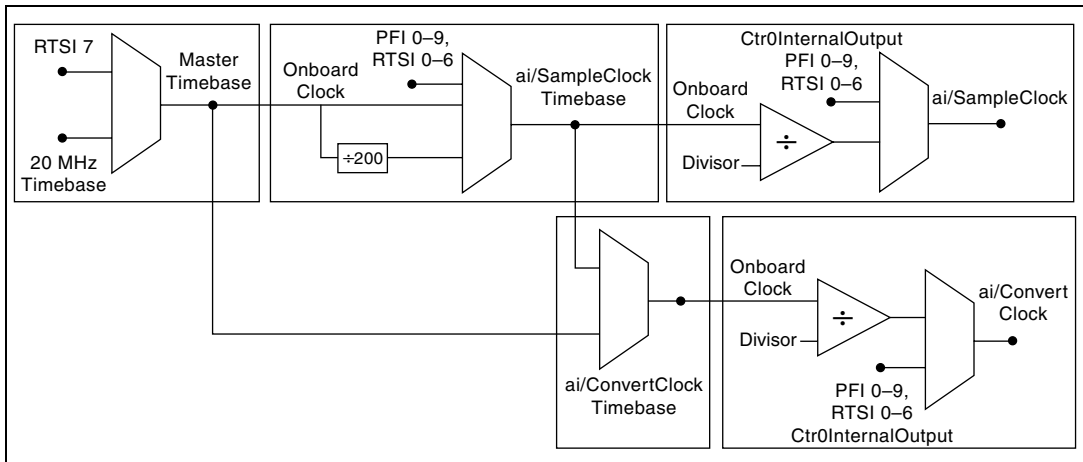 RTSI 7
Master
Timebase
20 MHz
Timebase
PFI 0–9,
RTSI 0–6
Onboard
Clock
ai/SampleClock
Timebase
÷200
Ctr0InternalOutput
PFI 0–9,
RTSI 0–6
Onboard
Clock
ai/SampleClock
÷
Divisor
ai/ConvertClock
Timebase
Onboard
Clock
ai/Convert
Clock
÷
Divisor
PFI 0–9,
RTSI 0–6
Ctr0InternalOutput